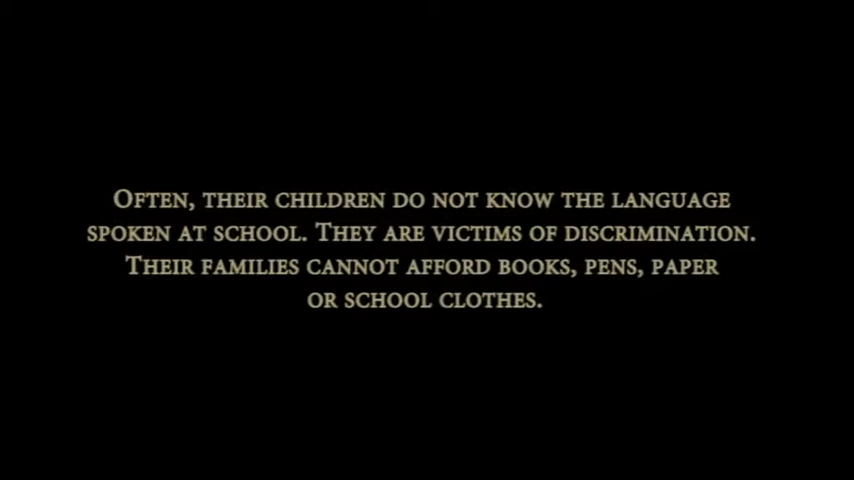 Often, their children do not know the language
spoken at school. They are victims of discrimination.
Their families cannot afford books, pens, paper
or school clothes.